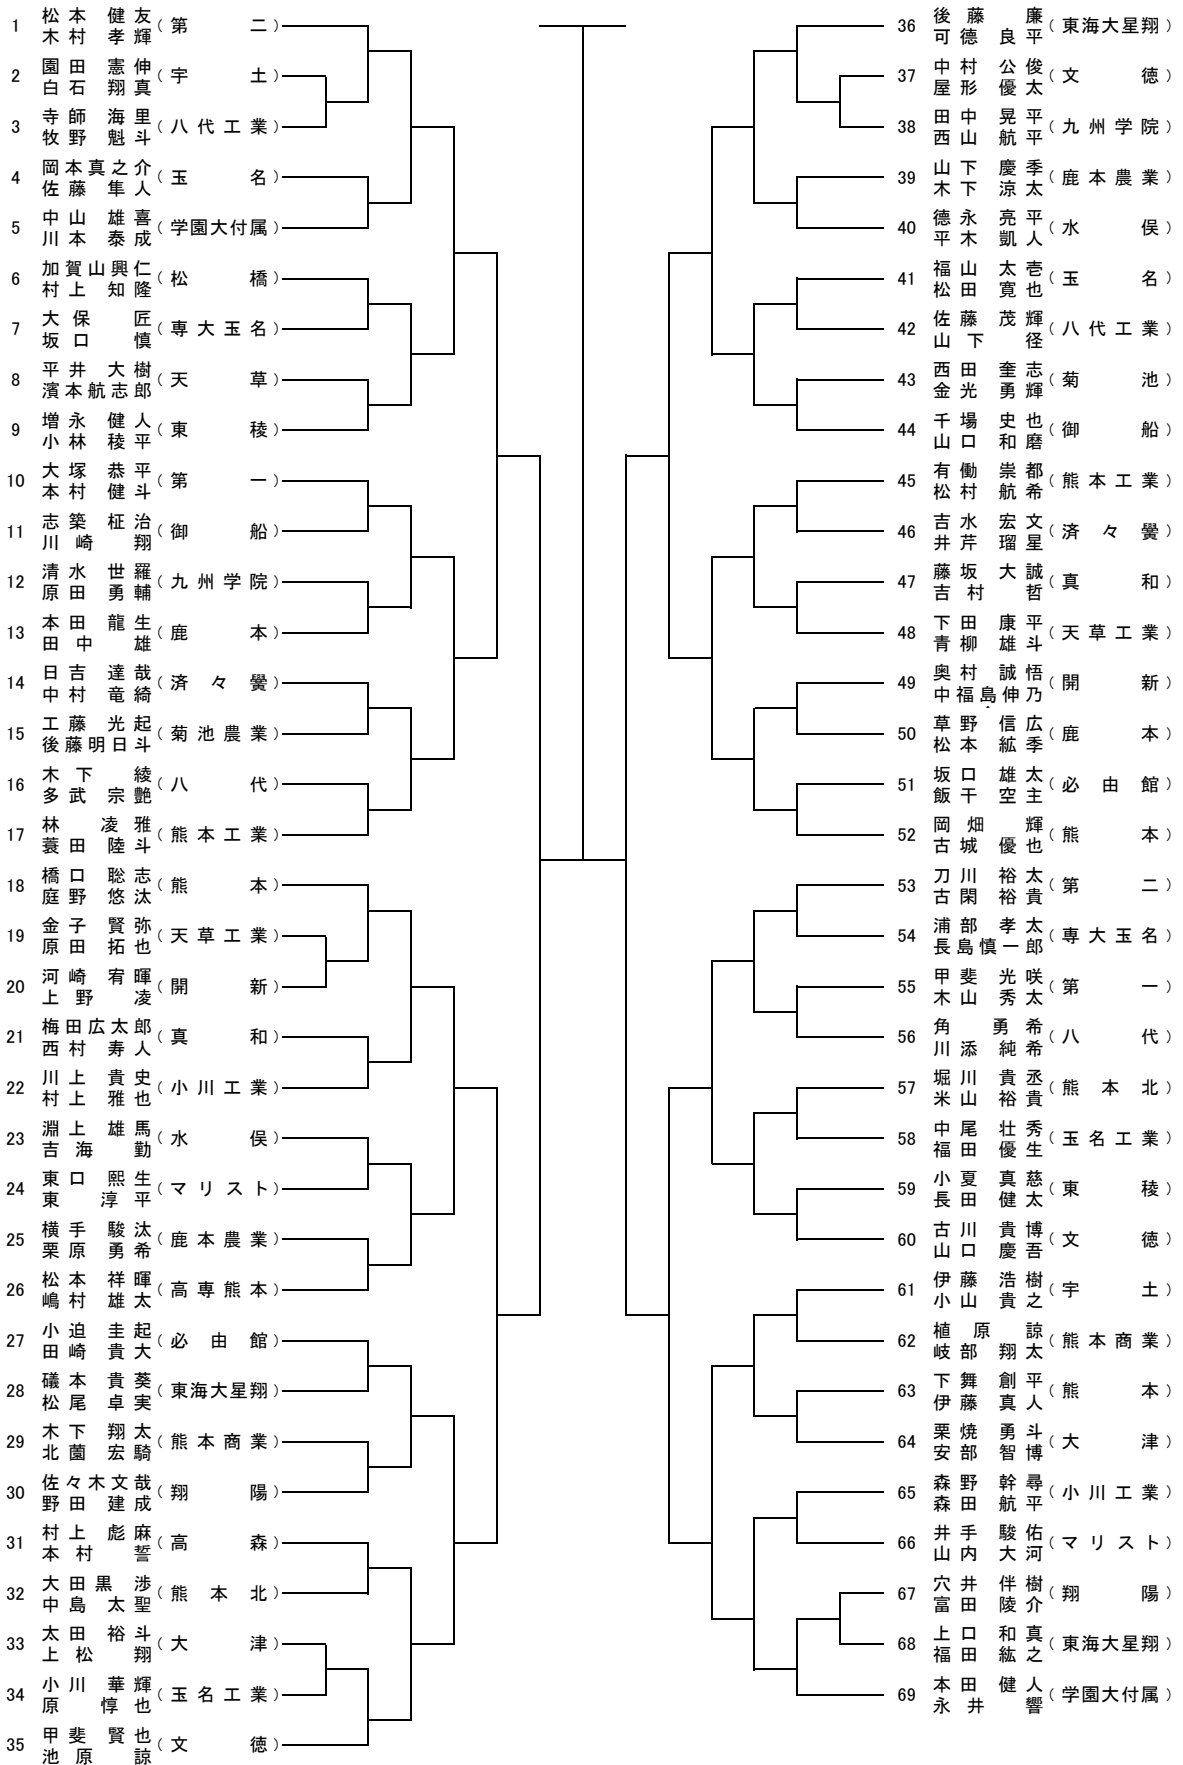 1 松本 健友 (第二)
木村 孝輝
2 園田 憲伸 (宇土)
白石 翔真
3 寺師 海里 (八代工業)
牧野 魁斗
4 岡本真之介 (玉名)
佐藤 隼人
5 中山 雄喜 (学園大付属)
川本 泰成
6 加賀山興仁 (松橋)
村上 知隆
7 大保 匠 (専大玉名)
坂口 慎
8 平井 大樹 (天草)
濱本航志郎
9 増永 健人 (東稜)
小林 稜平
10 大塚 恭平 (第一)
本村 健斗
11 志築 柾治 (御船)
川崎 翔
12 清水 世羅 (九州学院)
原田 勇輔
13 本田 龍生 (鹿本)
田中 雄
14 日吉 達哉 (済々黌)
中村 竜綺
15 工藤 光起 (菊池農業)
後藤明日斗
16 木下 綾 (八代)
多武 宗艶
17 林 凌雅 (熊本工業)
蓑田 陸斗
18 橋口 聡志 (熊本)
庭野 悠汰
19 金子 賢弥 (天草工業)
原田 拓也
20 河崎 宥暉 (開新)
上野 凌
21 梅田広太郎 (真和)
西村 寿人
22 川上 貴史 (小川工業)
村上 雅也
23 淵上 雄馬 (水俣)
吉海 勤
24 東口 熙生 (マリスト)
東 淳平
25 横手 駿汰 (鹿本農業)
栗原 勇希
26 松本 祥暉 (高専熊本)
嶋村 雄太
27 小迫 圭起 (必由館)
田崎 貴大
28 礒本 貴葵 (東海大星翔)
松尾 卓実
29 木下 翔太 (熊本商業)
北薗 宏騎
30 佐々木文哉 (翔陽)
野田 建成
31 村上 彪麻 (高森)
本村 誓
32 大田黒 渉 (熊本北)
中島 太聖
33 太田 裕斗 (大津)
上松 翔
34 小川 華輝 (玉名工業)
原 惇也
35 甲斐 賢也 (文徳)
池原 諒
36 後藤 廉 (東海大星翔)
可德 良平
37 中村 公俊 (文徳)
屋形 優太
38 田中 晃平 (九州学院)
西山 航平
39 山下 慶季 (鹿本農業)
木下 涼太
40 德永 亮平 (水俣)
平木 凱人
41 福山 太壱 (玉名)
松田 寛也
42 佐藤 茂輝 (八代工業)
山下 径
43 西田 奎志 (菊池)
金光 勇輝
44 千場 史也 (御船)
山口 和磨
45 有働 崇都 (熊本工業)
松村 航希
46 吉水 宏文 (済々黌)
井芹 瑠星
47 藤坂 大誠 (真和)
吉村 哲
48 下田 康平 (天草工業)
青柳 雄斗
49 奥村 誠悟 (開新)
中福島伸乃
50 草野 信広 (鹿本)
松本 紘季
51 坂口 雄太 (必由館)
飯干 空主
52 岡畑 輝 (熊本)
古城 優也
53 刀川 裕太 (第二)
古閑 裕貴
54 浦部 孝太 (専大玉名)
長島慎一郎
55 甲斐 光咲 (第一)
木山 秀太
56 角 勇希 (八代)
川添 純希
57 堀川 貴丞 (熊本北)
米山 裕貴
58 中尾 壮秀 (玉名工業)
福田 優生
59 小夏 真慈 (東稜)
長田 健太
60 古川 貴博 (文徳)
山口 慶吾
61 伊藤 浩樹 (宇土)
小山 貴之
62 植原 諒 (熊本商業)
岐部 翔太
63 下舞 創平 (熊本)
伊藤 真人
64 栗焼 勇斗 (大津)
安部 智博
65 森野 幹尋 (小川工業)
森田 航平
66 井手 駿佑 (マリスト)
山内 大河
67 穴井 伴樹 (翔陽)
富田 陵介
68 上口 和真 (東海大星翔)
福田 紘之
69 本田 健人 (学園大付属)
永井 響